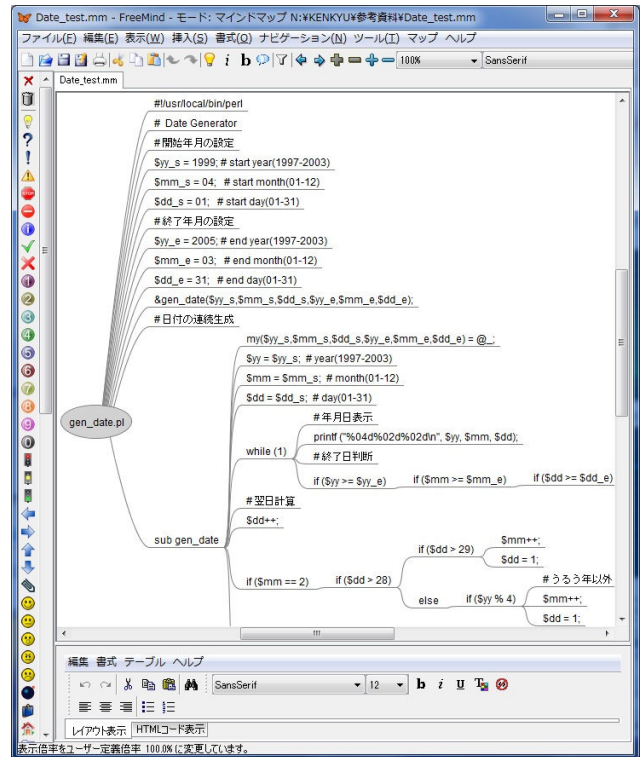 Date_test.mm - FreeMind - モード: マインドマップ N:¥KENKYU¥参考資料¥Date_test.mm
ファイル(F) 編集(E) 表示(W) 挿入(S) 書式(O) ナビゲーション(N) ツール(T) マップ ヘルプ
100% SansSerif
Date_test.mm
#!/usr/local/bin/perl
# Date Generator
#開始年月の設定
$yy_s = 1999; # start year(1997-2003)
$mm_s = 04; # start month(01-12)
$dd_s = 01; # start day(01-31)
#終了年月の設定
$yy_e = 2005; # end year(1997-2003)
$mm_e = 03; # end month(01-12)
$dd_e = 31; # end day(01-31)
&gen_date($yy_s,$mm_s,$dd_s,$yy_e,$mm_e,$dd_e);
#日付の連続生成
my($yy_s,$mm_s,$dd_s,$yy_e,$mm_e,$dd_e) = @_;
$yy = $yy_s; # year(1997-2003)
$mm = $mm_s; # month(01-12)
$dd = $dd_s; # day(01-31)
gen_date.pl
#年月日表示
printf ("%04d%02d%02d\n", $yy, $mm, $dd);
while (1)
#終了日判断
if ($yy >= $yy_e) if ($mm >= $mm_e) if ($dd >= $dd_e)
#翌日計算
$dd++;
sub gen_date
$mm++;
if ($dd > 29)
$dd = 1;
if ($mm == 2) if ($dd > 28)
#うるう年以外
else if ($yy % 4) $mm++;
$dd = 1;
編集 書式 テーブル ヘルプ
SansSerif 12 b i U
レイアウト表示 HTMLコード表示
表示倍率をユーザー定義倍率 100.0% に変更しています。